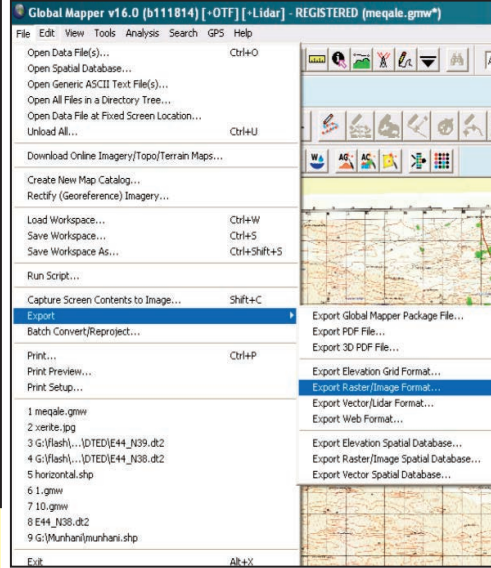 Global Mapper v16.0 (b111814) [+OTF] [+Lidar] - REGISTERED (meqale.gmw*)
File Edit View Tools Analysis Search GPS Help
Open Data File(s)... Ctrl+O
Open Spatial Database...
Open Generic ASCII Text File(s)...
Open All Files in a Directory Tree...
Open Data File at Fixed Screen Location...
Unload All... Ctrl+U
Download Online Imagery/Topo/Terrain Maps...
Create New Map Catalog...
Rectify (Georeference) Imagery...
Load Workspace... Ctrl+W
Save Workspace... Ctrl+S
Save Workspace As... Ctrl+Shift+S
Run Script...
Capture Screen Contents to Image... Shift+C
Export
Batch Convert/Reproject...
Print... Ctrl+P
Print Preview...
Print Setup...
1 meqale.gmw
2 xerite.jpg
3 G:\flash\...\DTED\E44_N39.dt2
4 G:\flash\...\DTED\E44_N38.dt2
5 horizontal.shp
6 1.gmw
7 10.gmw
8 E44_N38.dt2
9 G:\Munhani\munhani.shp
Exit Alt+X
Export Global Mapper Package File...
Export PDF File...
Export 3D PDF File...
Export Elevation Grid Format...
Export Raster/Image Format...
Export Vector/Lidar Format...
Export Web Format...
Export Elevation Spatial Database...
Export Raster/Image Spatial Database...
Export Vector Spatial Database...